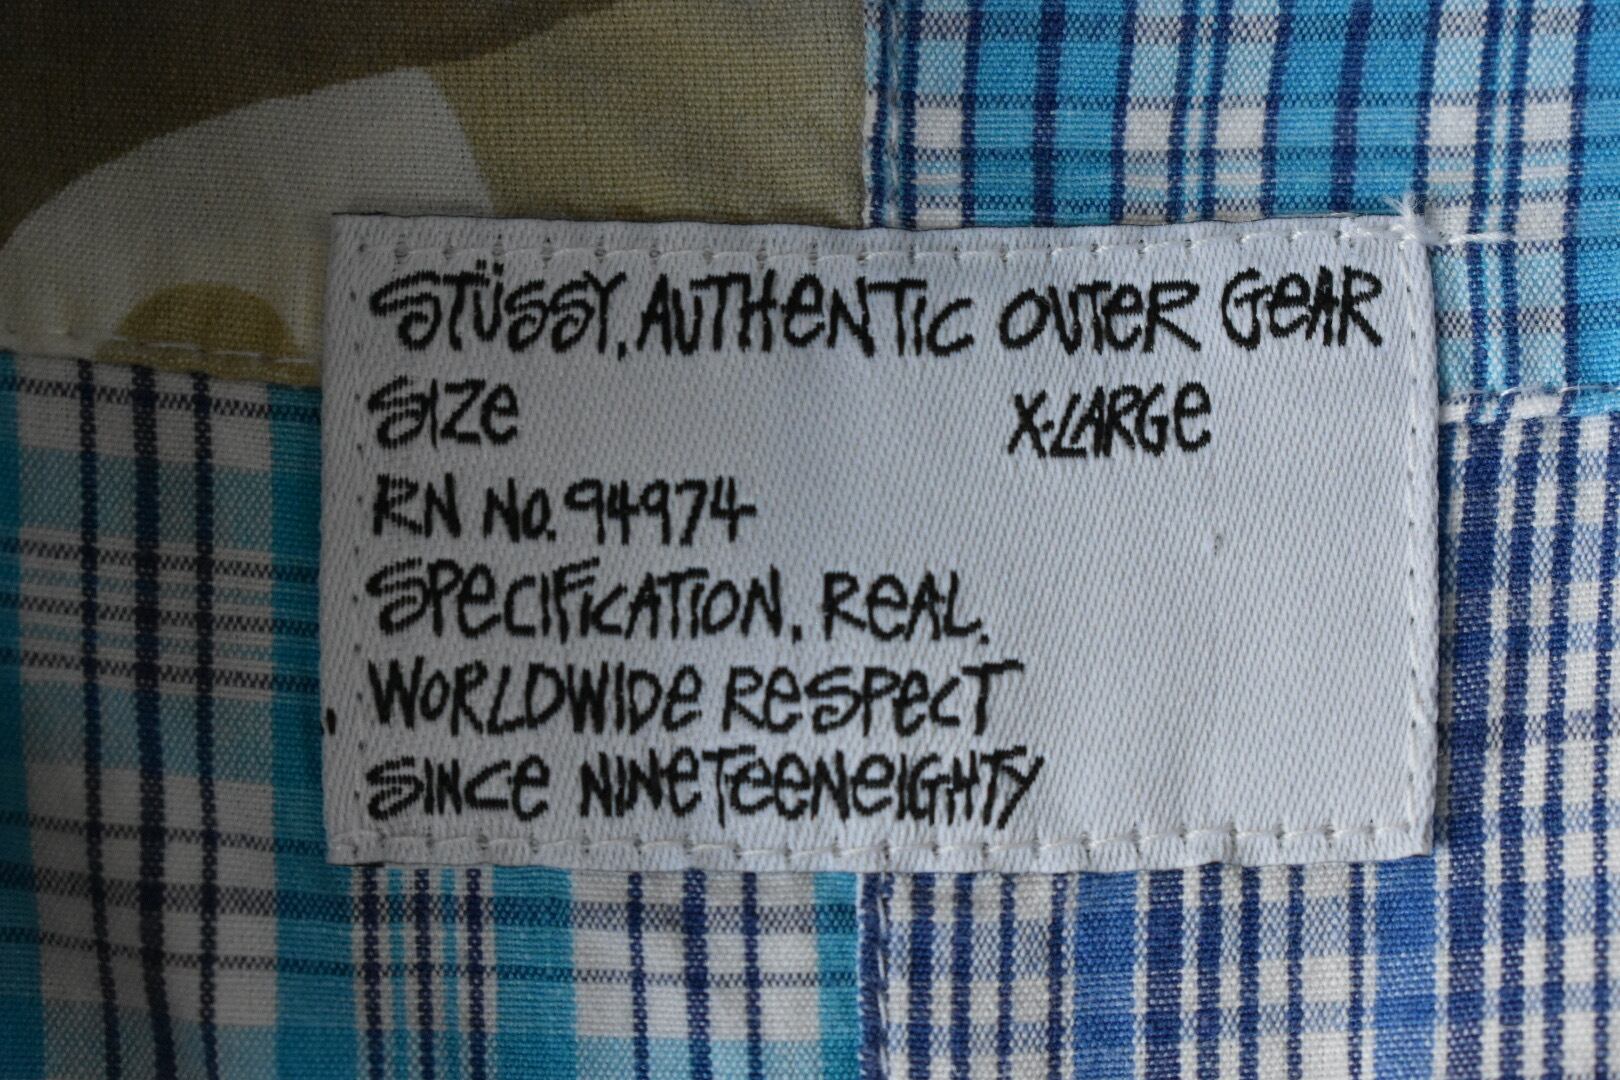 STÜSSY. AUTHeNTIC OUTeR GeAR
SIZe X-LARGe
RN No. 94974
SPeCIFICATION. ReAL.
WORLDWIDe ReSPeCT
SINCe NINeTeeNeIGHTY